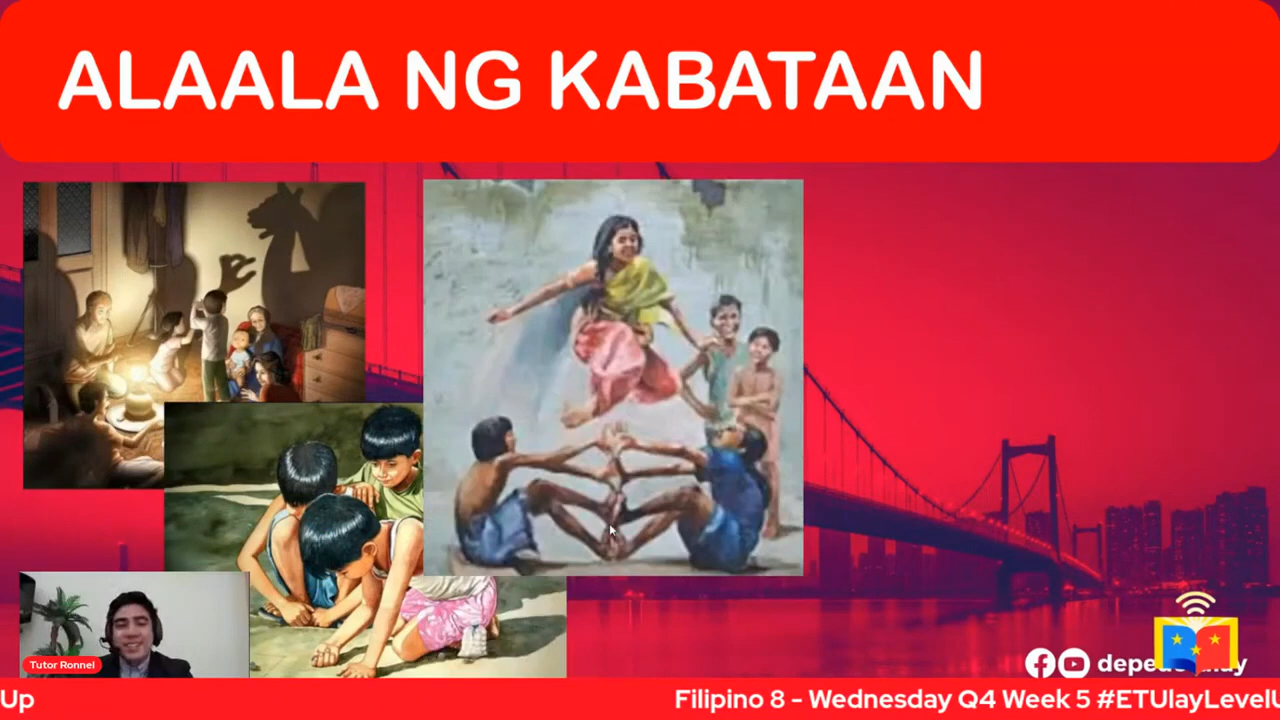 ALAALA NG KABATAAN
Tutor Ronnel
Up
Filipino 8 - Wednesday Q4 Week 5 #ETUlayLevelU